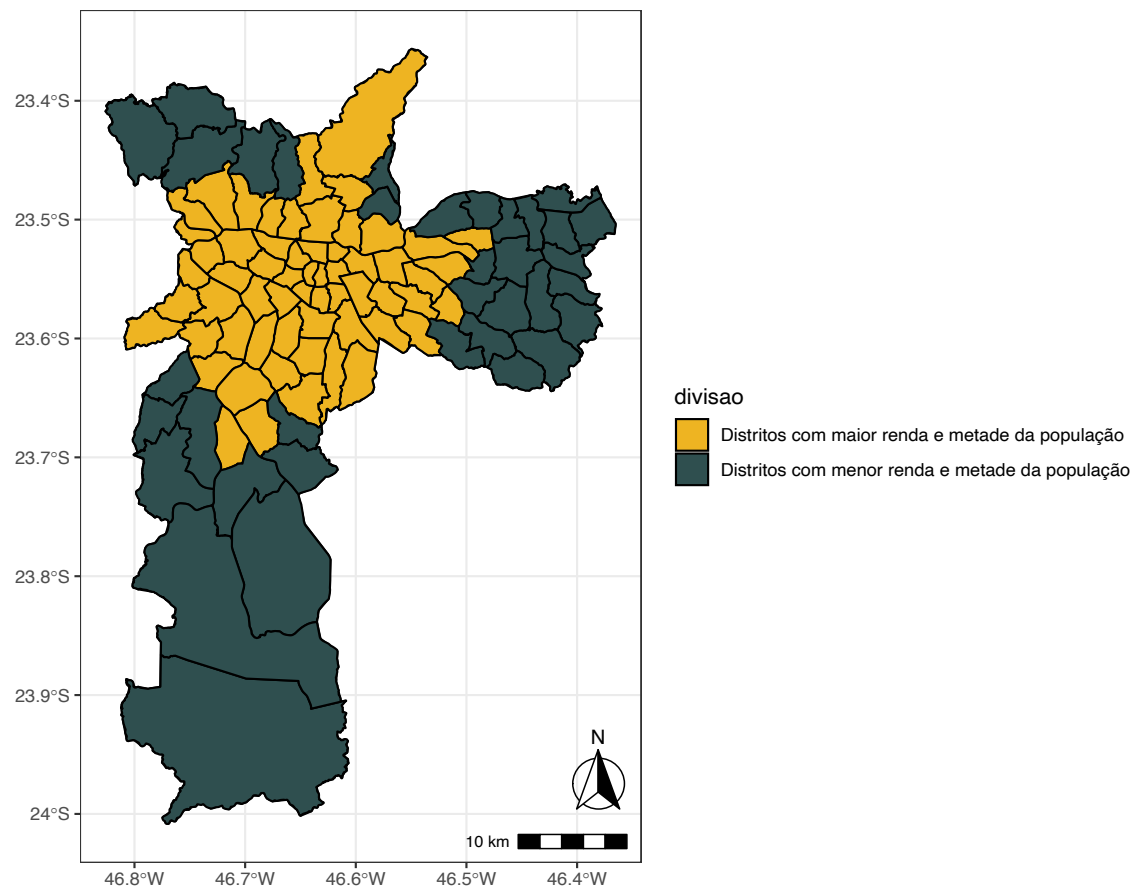 23.4°S
23.5°S
23.6°S
23.7°S
23.8°S
23.9°S
24°S
46.8°W
46.7°W
46.6°W
46.5°W
46.4°W
N
10 km
divisao
Distritos com maior renda e metade da população
Distritos com menor renda e metade da população